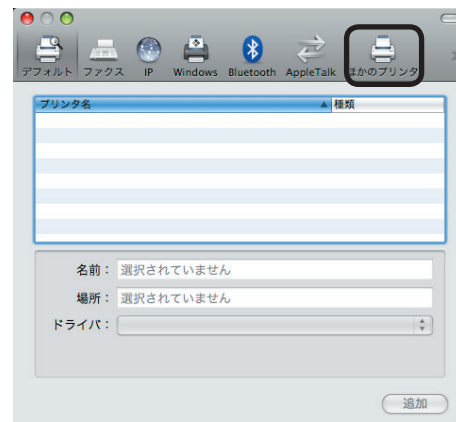 デフォルト ファクス IP Windows Bluetooth AppleTalk ほかのプリンタ
プリンタ名 種類
名前： 選択されていません
場所： 選択されていません
ドライバ：
追加